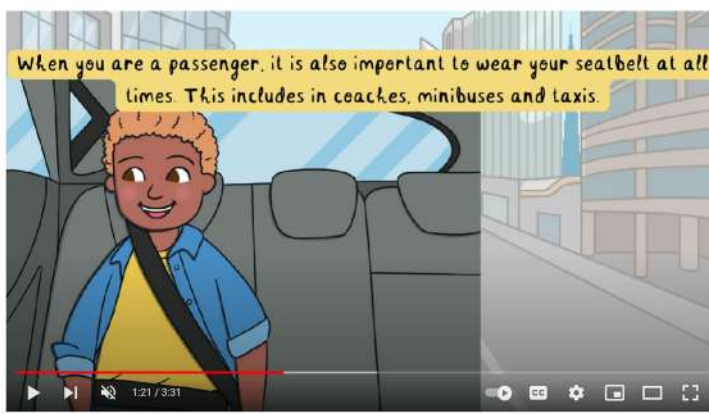 When you are a passenger, it is also important to wear your seatbelt at all
times. This includes in coaches, minibuses and taxis.
1:21 / 3:31
CC